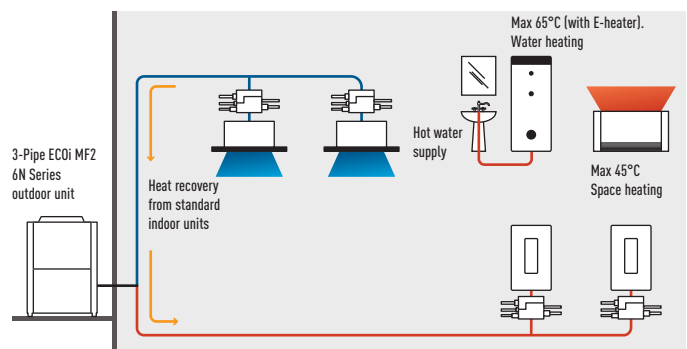 3-Pipe ECOi MF2
6N Series
outdoor unit
Heat recovery
from standard
indoor units
Hot water
supply
Max 65°C (with E-heater).
Water heating
Max 45°C
Space heating